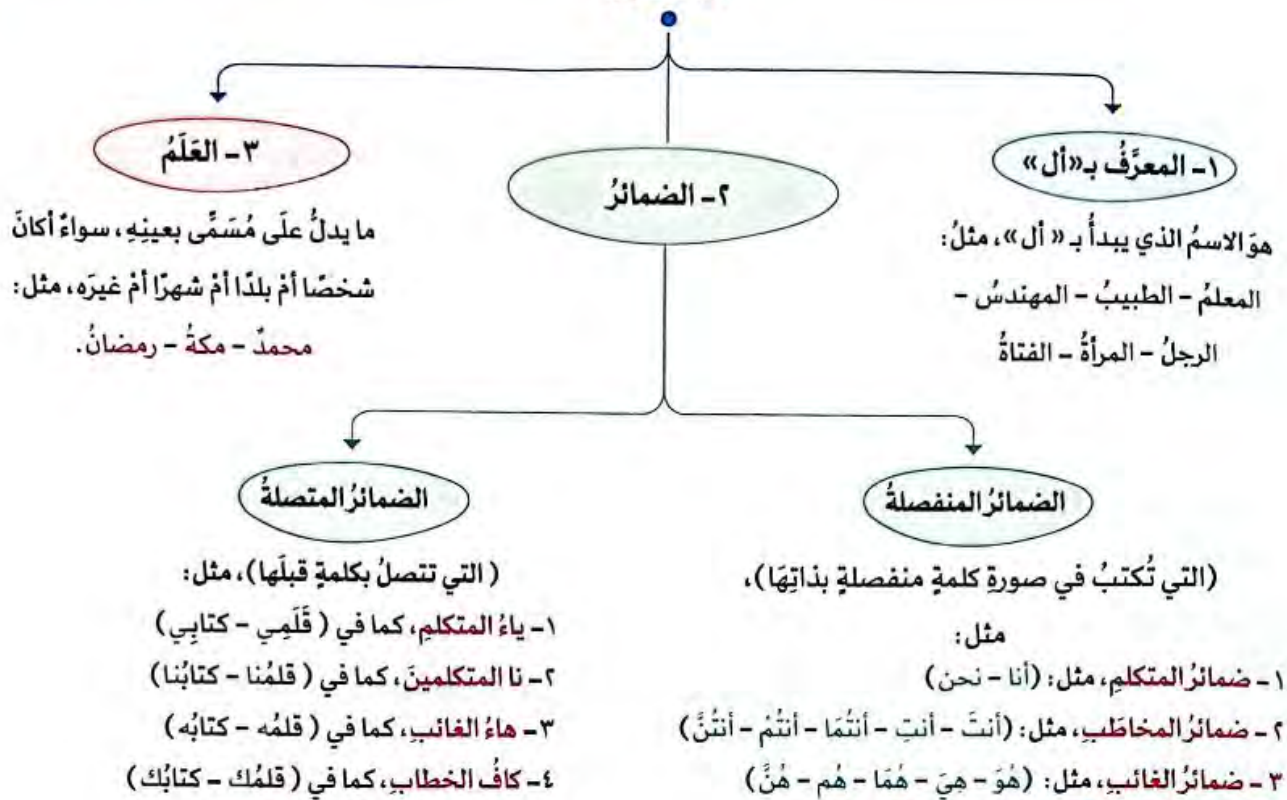 ١- المعرَّفُ بـ«أل»
هوَ الاسمُ الذي يبدأُ بـ « أل»، مثلُ:
المعلمُ - الطبيبُ - المهندسُ -
الرجلُ - المرأةُ - الفتاةُ
٢- الضمائرُ
٣- العَلَمُ
ما يدلُّ علَى مُسَمًّى بعينِهِ، سواءٌ أكانَ
شخصًا أمْ بلدًا أمْ شهرًا أمْ غيرَه، مثل:
محمدٌ - مكةُ - رمضانُ.
الضمائرُ المنفصلةُ
(التي تُكتبُ في صورةِ كلمةٍ منفصلةٍ بذاتِهَا)،
مثل:
١- ضمائرُ المتكلمِ، مثل: (أنا - نحن)
٢- ضمائرُ المخاطَبِ، مثل: (أنتَ - أنتِ - أنتُمَا - أنتُمْ - أنتُنَّ)
٣- ضمائرُ الغائبِ، مثل: (هُوَ - هِيَ - هُمَا - هُم - هُنَّ)
الضمائرُ المتصلةُ
( التي تتصلُ بكلمةٍ قبلَها)، مثل:
١- ياءُ المتكلمِ، كما في ( قَلَمِي - كتابِي)
٢- نا المتكلمينَ، كما في ( قلمُنا - كتابُنا)
٣- هاءُ الغائبِ، كما في ( قلمُه - كتابُه)
٤- كافُ الخطابِ، كما في ( قلمُك - كتابُك)